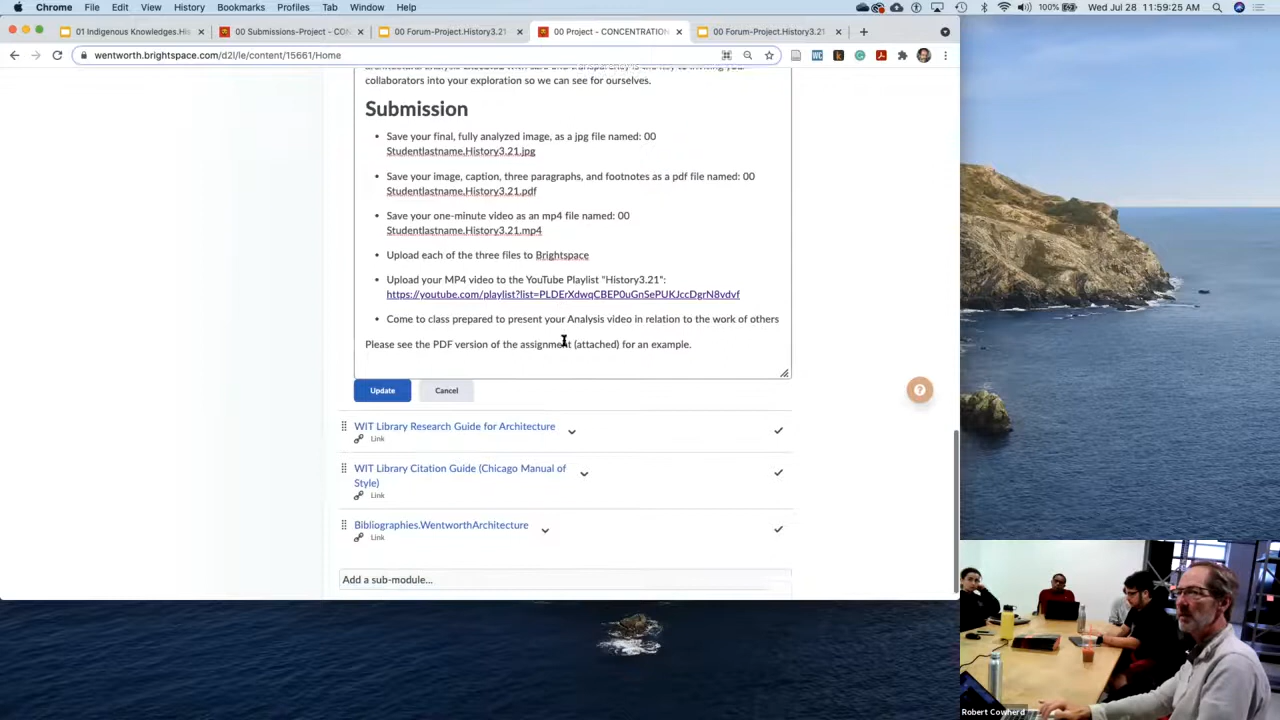 Chrome File Edit View History Bookmarks Profiles Tab Window Help
100% Wed Jul 28 11:59:25 AM
01 Indigenous Knowledges.His
00 Submissions-Project - CON
00 Forum-Project.History3.21
00 Project - CONCENTRATION
00 Forum-Project.History3.21
wentworth.brightspace.com/d2l/le/content/15661/Home
collaborators into your exploration so we can see for ourselves.
Submission
• Save your final, fully analyzed image, as a jpg file named: 00
Studentlastname.History3.21.jpg
• Save your image, caption, three paragraphs, and footnotes as a pdf file named: 00
Studentlastname.History3.21.pdf
• Save your one-minute video as an mp4 file named: 00
Studentlastname.History3.21.mp4
• Upload each of the three files to Brightspace
• Upload your MP4 video to the YouTube Playlist "History3.21":
https://youtube.com/playlist?list=PLDErXdwqCBEP0uGnSePUKJccDgrN8vdvf
• Come to class prepared to present your Analysis video in relation to the work of others
Please see the PDF version of the assignment (attached) for an example.
Update Cancel
WIT Library Research Guide for Architecture
Link
WIT Library Citation Guide (Chicago Manual of
Style)
Link
Bibliographies.WentworthArchitecture
Link
Add a sub-module...
Robert Cowherd